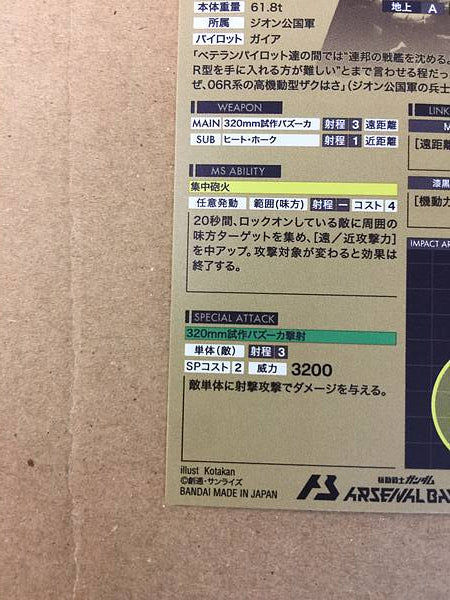 本体重量 61.8t
地上 A
所属 ジオン公国軍
パイロット ガイア
「ベテランパイロット達の間では"連邦の戦艦を沈める
R型を手に入れる方が難しい"とまで言わせる程だっ
ぜ、06R系の高機動型ザクはさ」(ジオン公国軍の兵士
WEAPON
MAIN 320mm試作バズーカ 射程 3 遠距離
SUB ヒート・ホーク 射程 1 近距離
LINK
M
[遠距
漆黒
[機動
MS ABILITY
集中砲火
任意発動 範囲(味方) 射程 ー コスト 4
20秒間、ロックオンしている敵に周囲の
味方ターゲットを集め、[遠/近攻撃力]
を中アップ。攻撃対象が変わると効果は
終了する。
IMPACT AR
SPECIAL ATTACK
320mm試作バズーカ撃射
単体(敵) 射程 3
SPコスト 2 威力 3200
敵単体に射撃攻撃でダメージを与える。
illust Kotakan
©創通・サンライズ
BANDAI MADE IN JAPAN
機動戦士ガンダム
ARSENAL BA